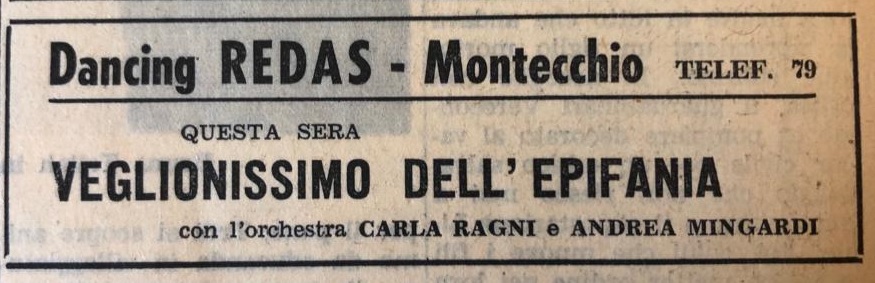 Dancing REDAS - Montecchio TELEF. 79
QUESTA SERA
VEGLIONISSIMO DELL'EPIFANIA
con l'orchestra CARLA RAGNI e ANDREA MINGARDI